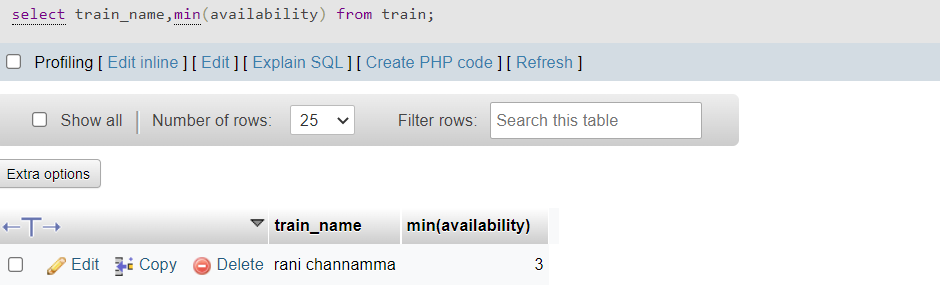 select train_name,min(availability) from train;
Profiling [ Edit inline ] [ Edit ] [ Explain SQL ] [ Create PHP code ] [ Refresh ]
Show all Number of rows: 25 Filter rows: Search this table
Extra options
train_name min(availability)
Edit Copy Delete rani channamma 3